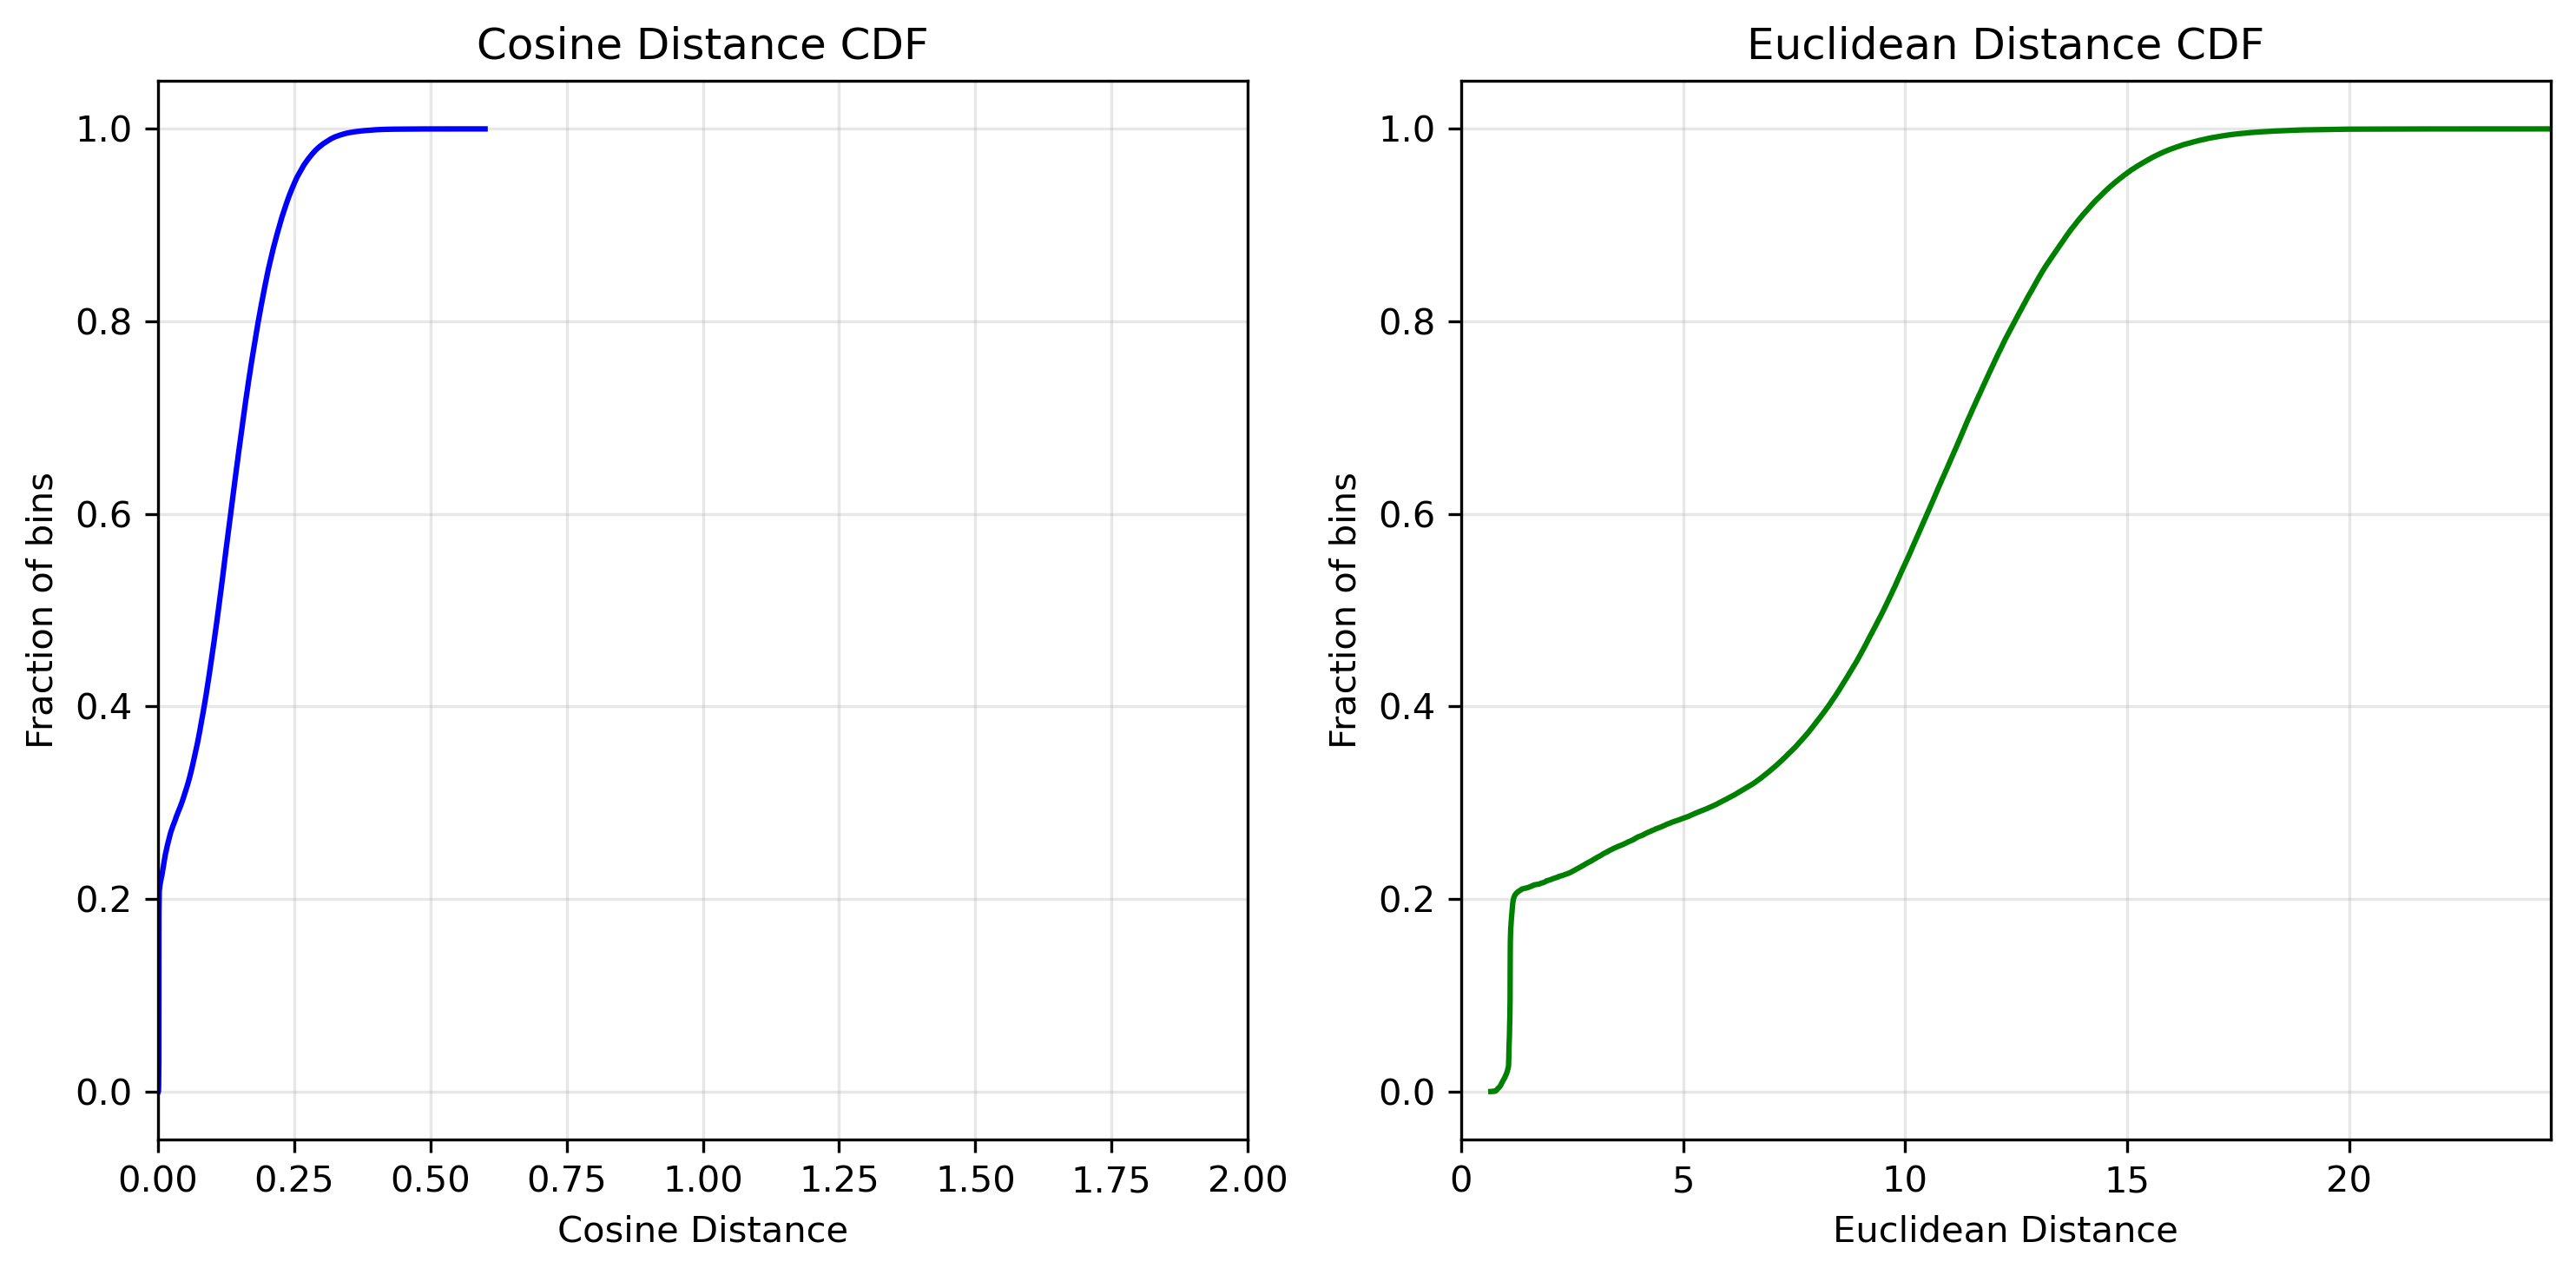 Cosine Distance CDF
Fraction of bins
1.0
0.8
0.6
0.4
0.2
0.0
0.00 0.25 0.50 0.75 1.00 1.25 1.50 1.75 2.00
Cosine Distance
Euclidean Distance CDF
Fraction of bins
1.0
0.8
0.6
0.4
0.2
0.0
0 5 10 15 20
Euclidean Distance